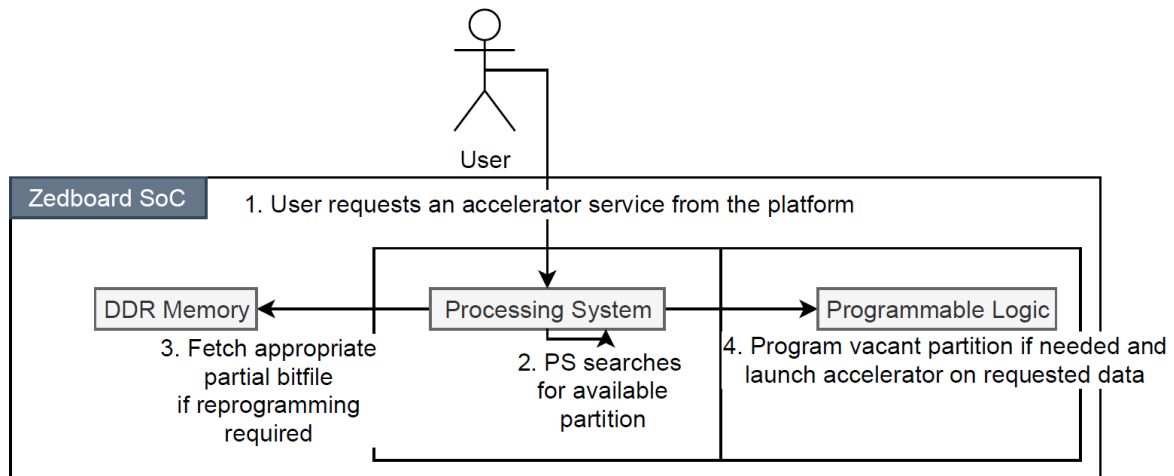 User
Zedboard SoC
1. User requests an accelerator service from the platform
DDR Memory
Processing System
Programmable Logic
3. Fetch appropriate
partial bitfile
if reprogramming
required
2. PS searches
for available
partition
4. Program vacant partition if needed and
launch accelerator on requested data